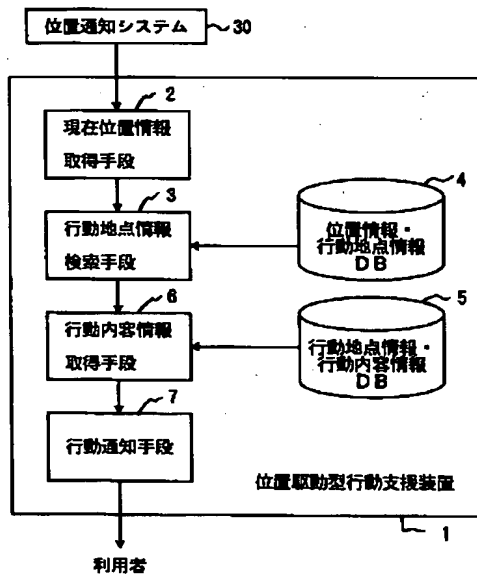 位置通知システム
30
2
現在位置情報
取得手段
3
行動地点情報
検索手段
4
位置情報・
行動地点情報
DB
6
行動内容情報
取得手段
5
行動地点情報・
行動内容情報
DB
7
行動通知手段
位置駆動型行動支援装置
1
利用者